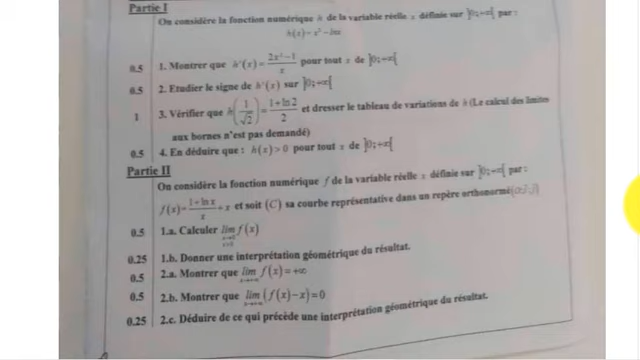 Partie I
On considère la fonction numérique h de la variable réelle x définie sur ]0;+∞[ par :
h(x) = x² − lnx
0.5 1. Montrer que h'(x) = (2x² − 1)/x pour tout x de ]0;+∞[
0.5 2. Etudier le signe de h'(x) sur ]0;+∞[
1 3. Vérifier que h(1/√2) = (1 + ln 2)/2 et dresser le tableau de variations de h (Le calcul des limites
aux bornes n'est pas demandé)
0.5 4. En déduire que : h(x) > 0 pour tout x de ]0;+∞[
Partie II
On considère la fonction numérique f de la variable réelle x définie sur ]0;+∞[ par :
f(x) = (1 + ln x)/x + x et soit (C) sa courbe représentative dans un repère orthonormé
0.5 1.a. Calculer lim f(x)
0.25 1.b. Donner une interprétation géométrique du résultat.
0.5 2.a. Montrer que lim f(x) = +∞
0.5 2.b. Montrer que lim (f(x) − x) = 0
0.25 2.c. Déduire de ce qui précède une interprétation géométrique du résultat.